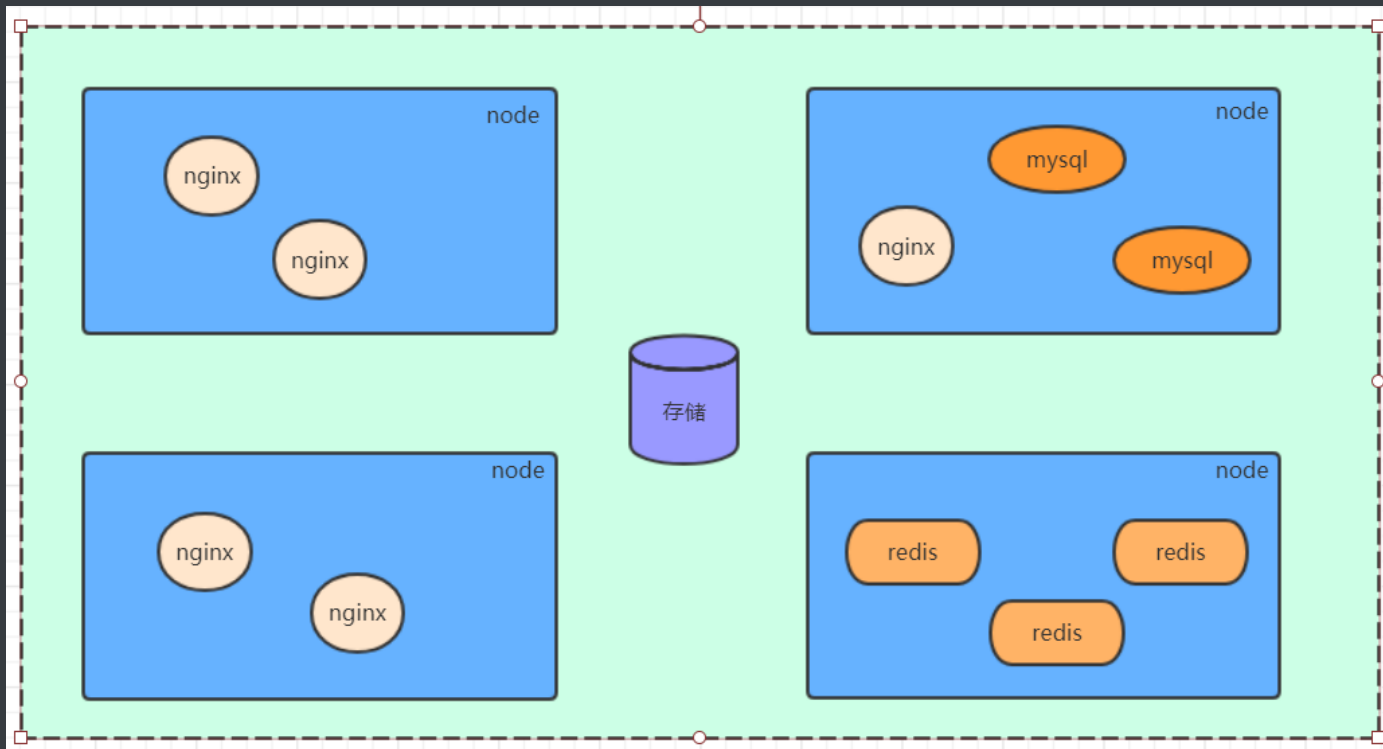 node
nginx
nginx
node
mysql
nginx
mysql
存储
node
nginx
nginx
node
redis
redis
redis